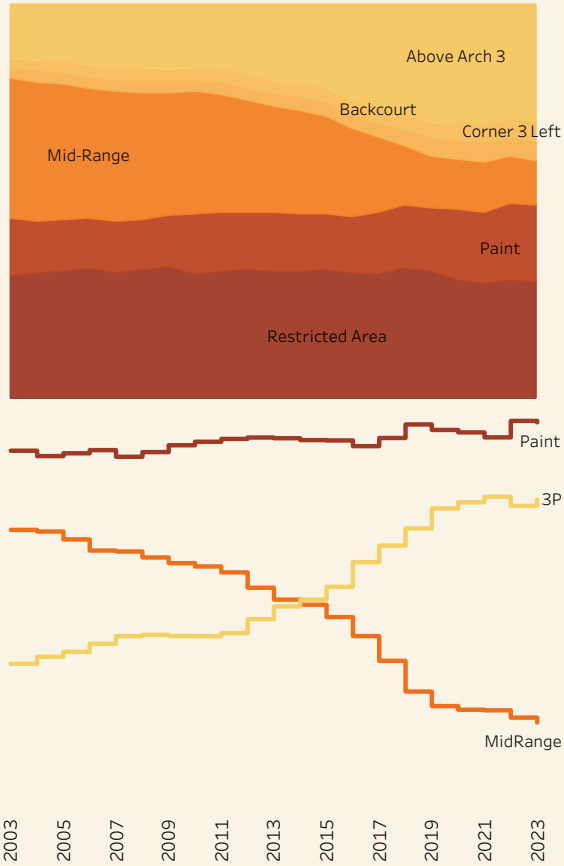 Above Arch 3
Backcourt
Corner 3 Left
Mid-Range
Paint
Restricted Area
Paint
3P
MidRange
2003
2005
2007
2009
2011
2013
2015
2017
2019
2021
2023